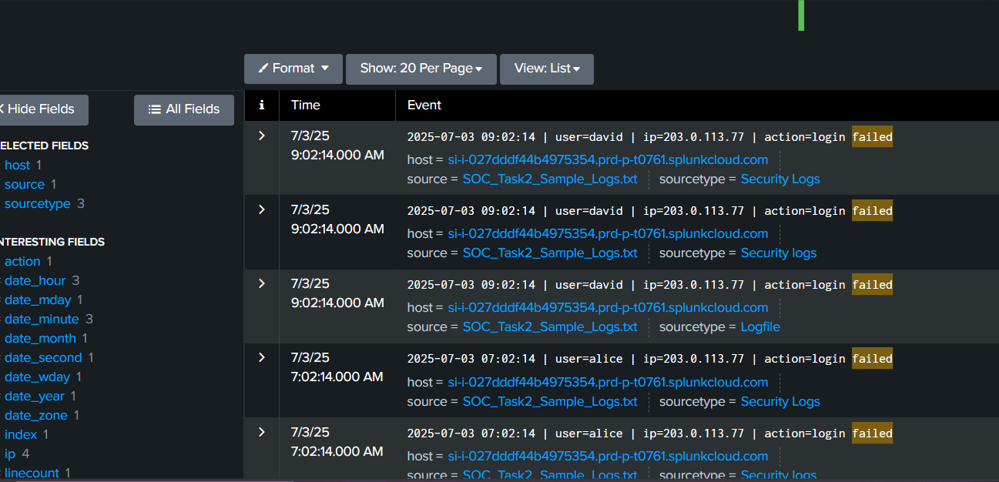 Format
Show: 20 Per Page
View: List
Hide Fields
All Fields
ELECTED FIELDS
host 1
source 1
sourcetype 3
NTERESTING FIELDS
action 1
date_hour 3
date_mday 1
date_minute 3
date_month 1
date_second 1
date_wday 1
date_year 1
date_zone 1
index 1
ip 4
linecount 1
i Time Event
7/3/25
9:02:14.000 AM
2025-07-03 09:02:14 | user=david | ip=203.0.113.77 | action=login failed
host = si-i-027dddf44b4975354.prd-p-t0761.splunkcloud.com
source = SOC_Task2_Sample_Logs.txt sourcetype = Security Logs
7/3/25
9:02:14.000 AM
2025-07-03 09:02:14 | user=david | ip=203.0.113.77 | action=login failed
host = si-i-027dddf44b4975354.prd-p-t0761.splunkcloud.com
source = SOC_Task2_Sample_Logs.txt sourcetype = Security logs
7/3/25
9:02:14.000 AM
2025-07-03 09:02:14 | user=david | ip=203.0.113.77 | action=login failed
host = si-i-027dddf44b4975354.prd-p-t0761.splunkcloud.com
source = SOC_Task2_Sample_Logs.txt sourcetype = Logfile
7/3/25
7:02:14.000 AM
2025-07-03 07:02:14 | user=alice | ip=203.0.113.77 | action=login failed
host = si-i-027dddf44b4975354.prd-p-t0761.splunkcloud.com
source = SOC_Task2_Sample_Logs.txt sourcetype = Security Logs
7/3/25
7:02:14.000 AM
2025-07-03 07:02:14 | user=alice | ip=203.0.113.77 | action=login failed
host = si-i-027dddf44b4975354.prd-p-t0761.splunkcloud.com
source = SOC_Task2_Sample_Logs.txt sourcetype = Security logs